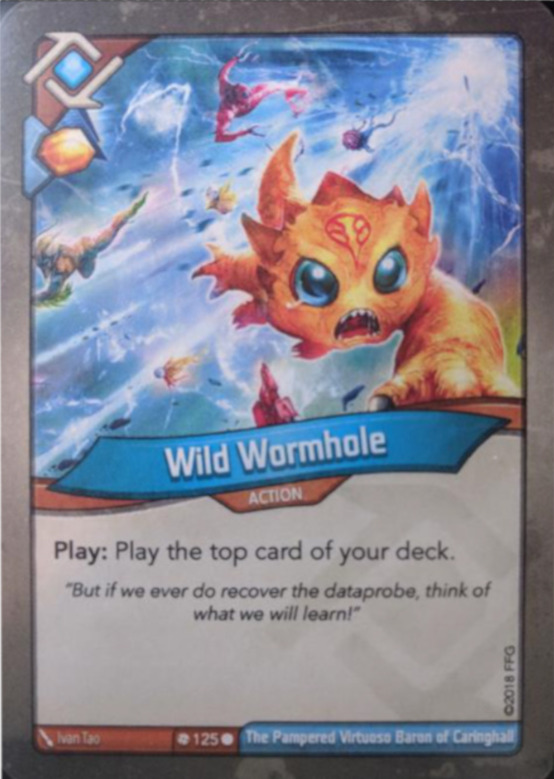 Wild Wormhole
ACTION
Play: Play the top card of your deck.
"But if we ever do recover the dataprobe, think of
what we will learn!"
©2018 FFG
Ivan Tao
125
The Pampered Virtuoso Baron of Caringhall